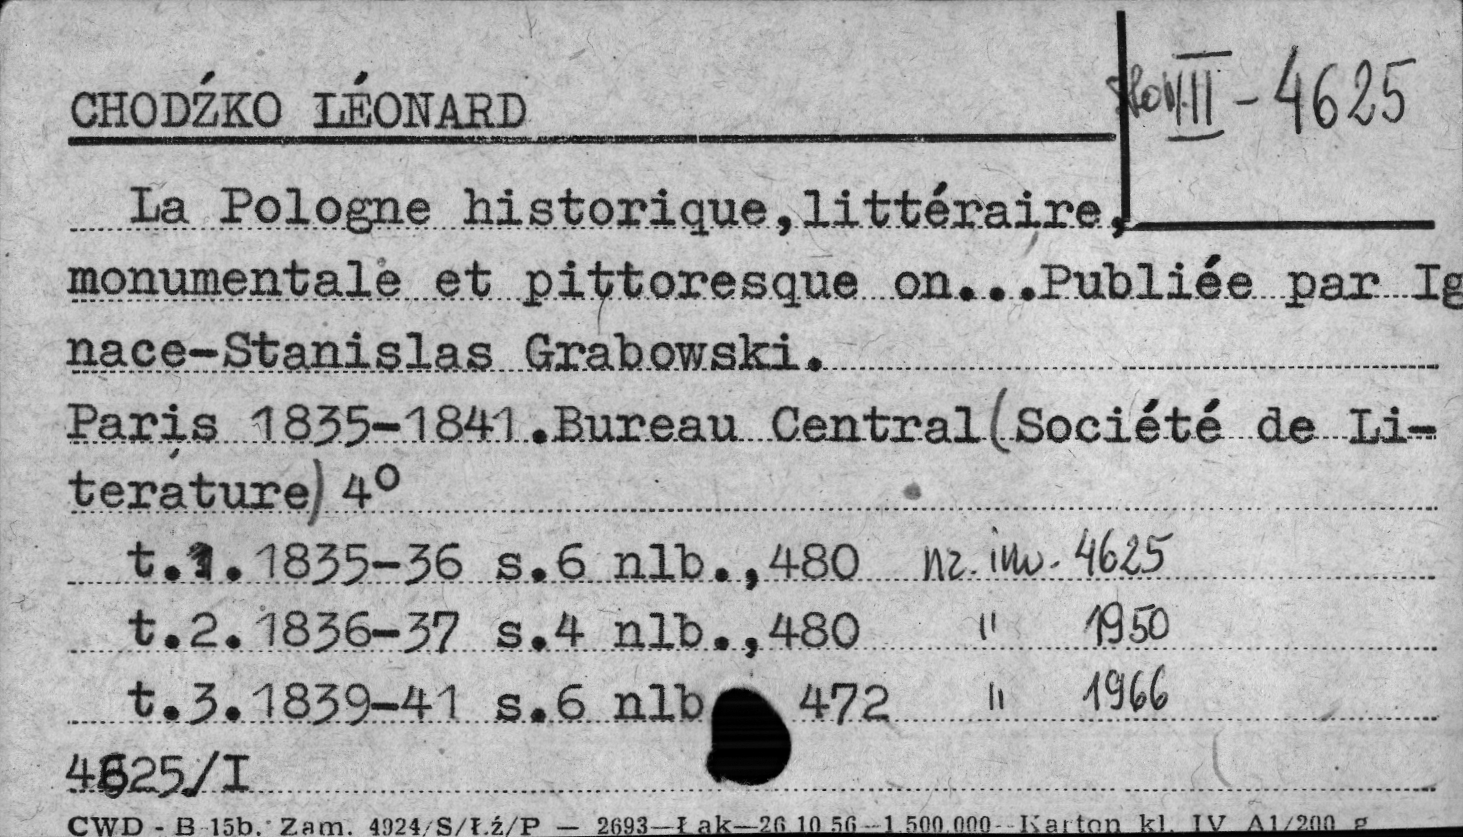 CHODŹKO LÉONARD
III - 4625
La Pologne historique, littéraire,
monumentale et pittoresque on...Publiée par Ig
nace-Stanislas Grabowski.
Paris 1835-1841.Bureau Central (Société de Li-
terature) 4º
t.1.1835-36 s.6 nlb.,480 nr. inw. 4625
t.2.1836-37 s.4 nlb.,480 " 1950
t.3.1839-41 s.6 nlb 472 " 1966
4625/I
CWD - B-15b. Zam. 4924/S/Łź/P — 2693—Łak—26.10.56—1.500.000—Karton kl. IV A1/200 g